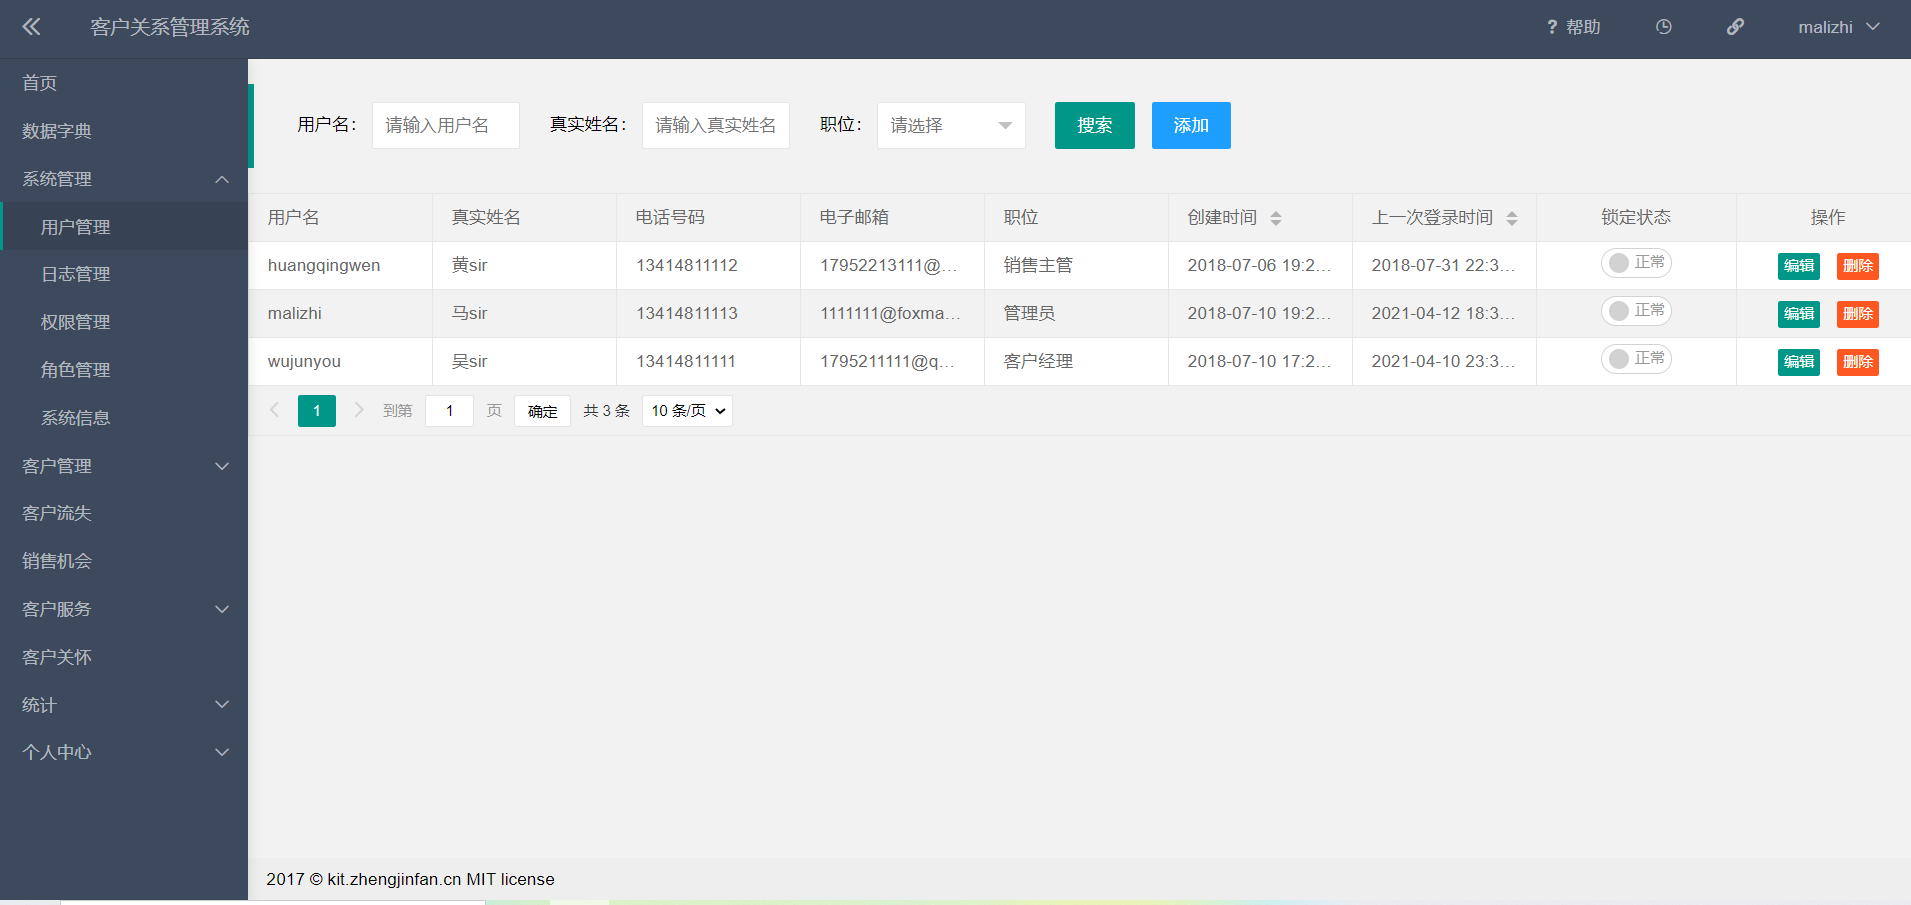 客户关系管理系统
? 帮助
malizhi
首页
数据字典
系统管理
用户管理
日志管理
权限管理
角色管理
系统信息
客户管理
客户流失
销售机会
客户服务
客户关怀
统计
个人中心
用户名： 请输入用户名 真实姓名： 请输入真实姓名 职位： 请选择 搜索 添加
用户名 真实姓名 电话号码 电子邮箱 职位 创建时间 上一次登录时间 锁定状态 操作
huangqingwen 黄sir 13414811112 17952213111@... 销售主管 2018-07-06 19:2... 2018-07-31 22:3... 正常 编辑 删除
malizhi 马sir 13414811113 1111111@foxma... 管理员 2018-07-10 19:2... 2021-04-12 18:3... 正常 编辑 删除
wujunyou 吴sir 13414811111 1795211111@q... 客户经理 2018-07-10 17:2... 2021-04-10 23:3... 正常 编辑 删除
1 到第 1 页 确定 共 3 条 10 条/页
2017 © kit.zhengjinfan.cn MIT license